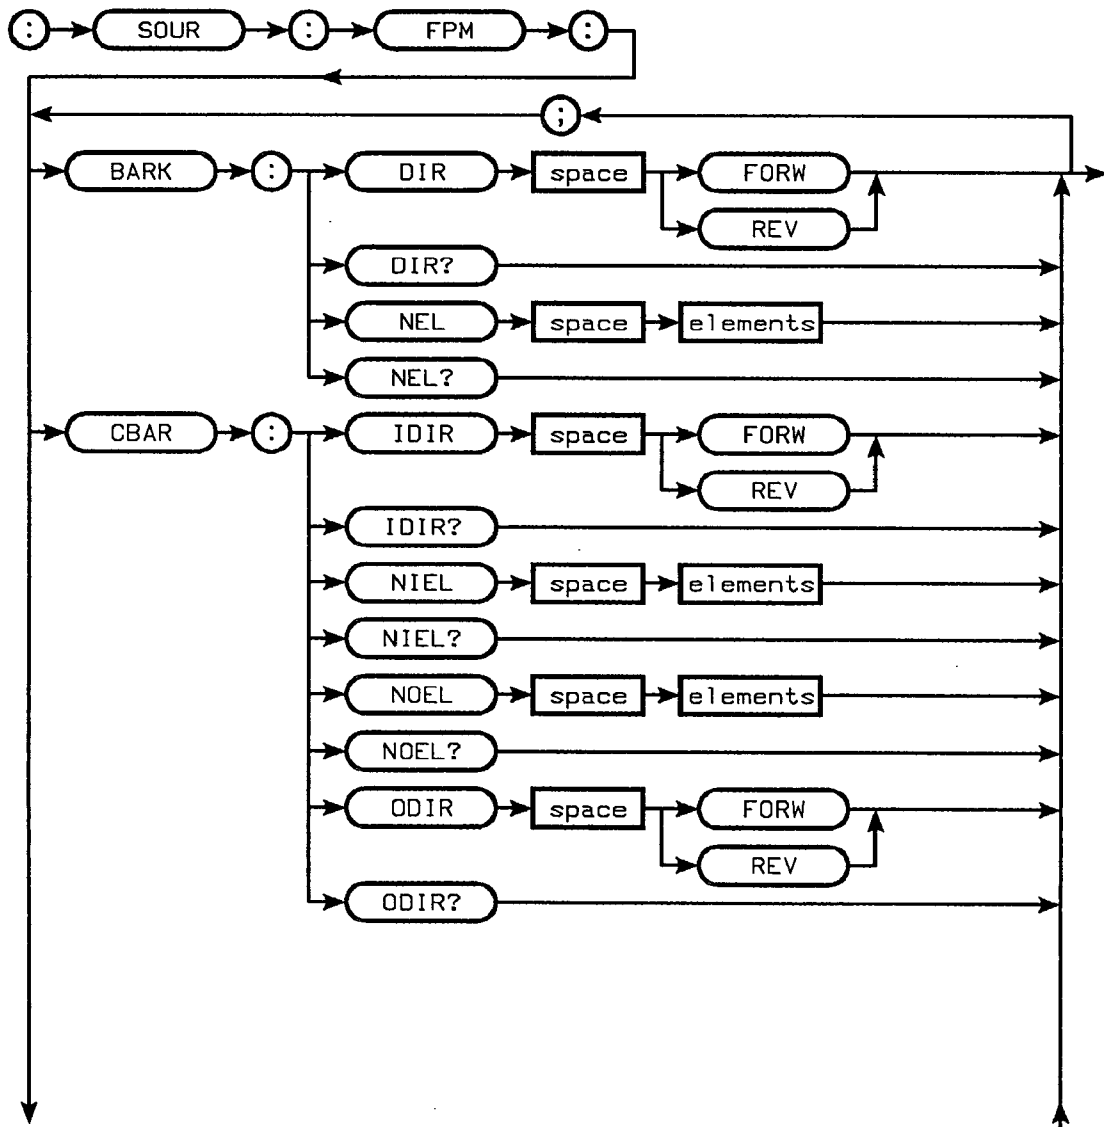 : SOUR : FPM :
;
BARK : DIR space FORW
REV
DIR?
NEL space elements
NEL?
CBAR : IDIR space FORW
REV
IDIR?
NIEL space elements
NIEL?
NOEL space elements
NOEL?
ODIR space FORW
REV
ODIR?